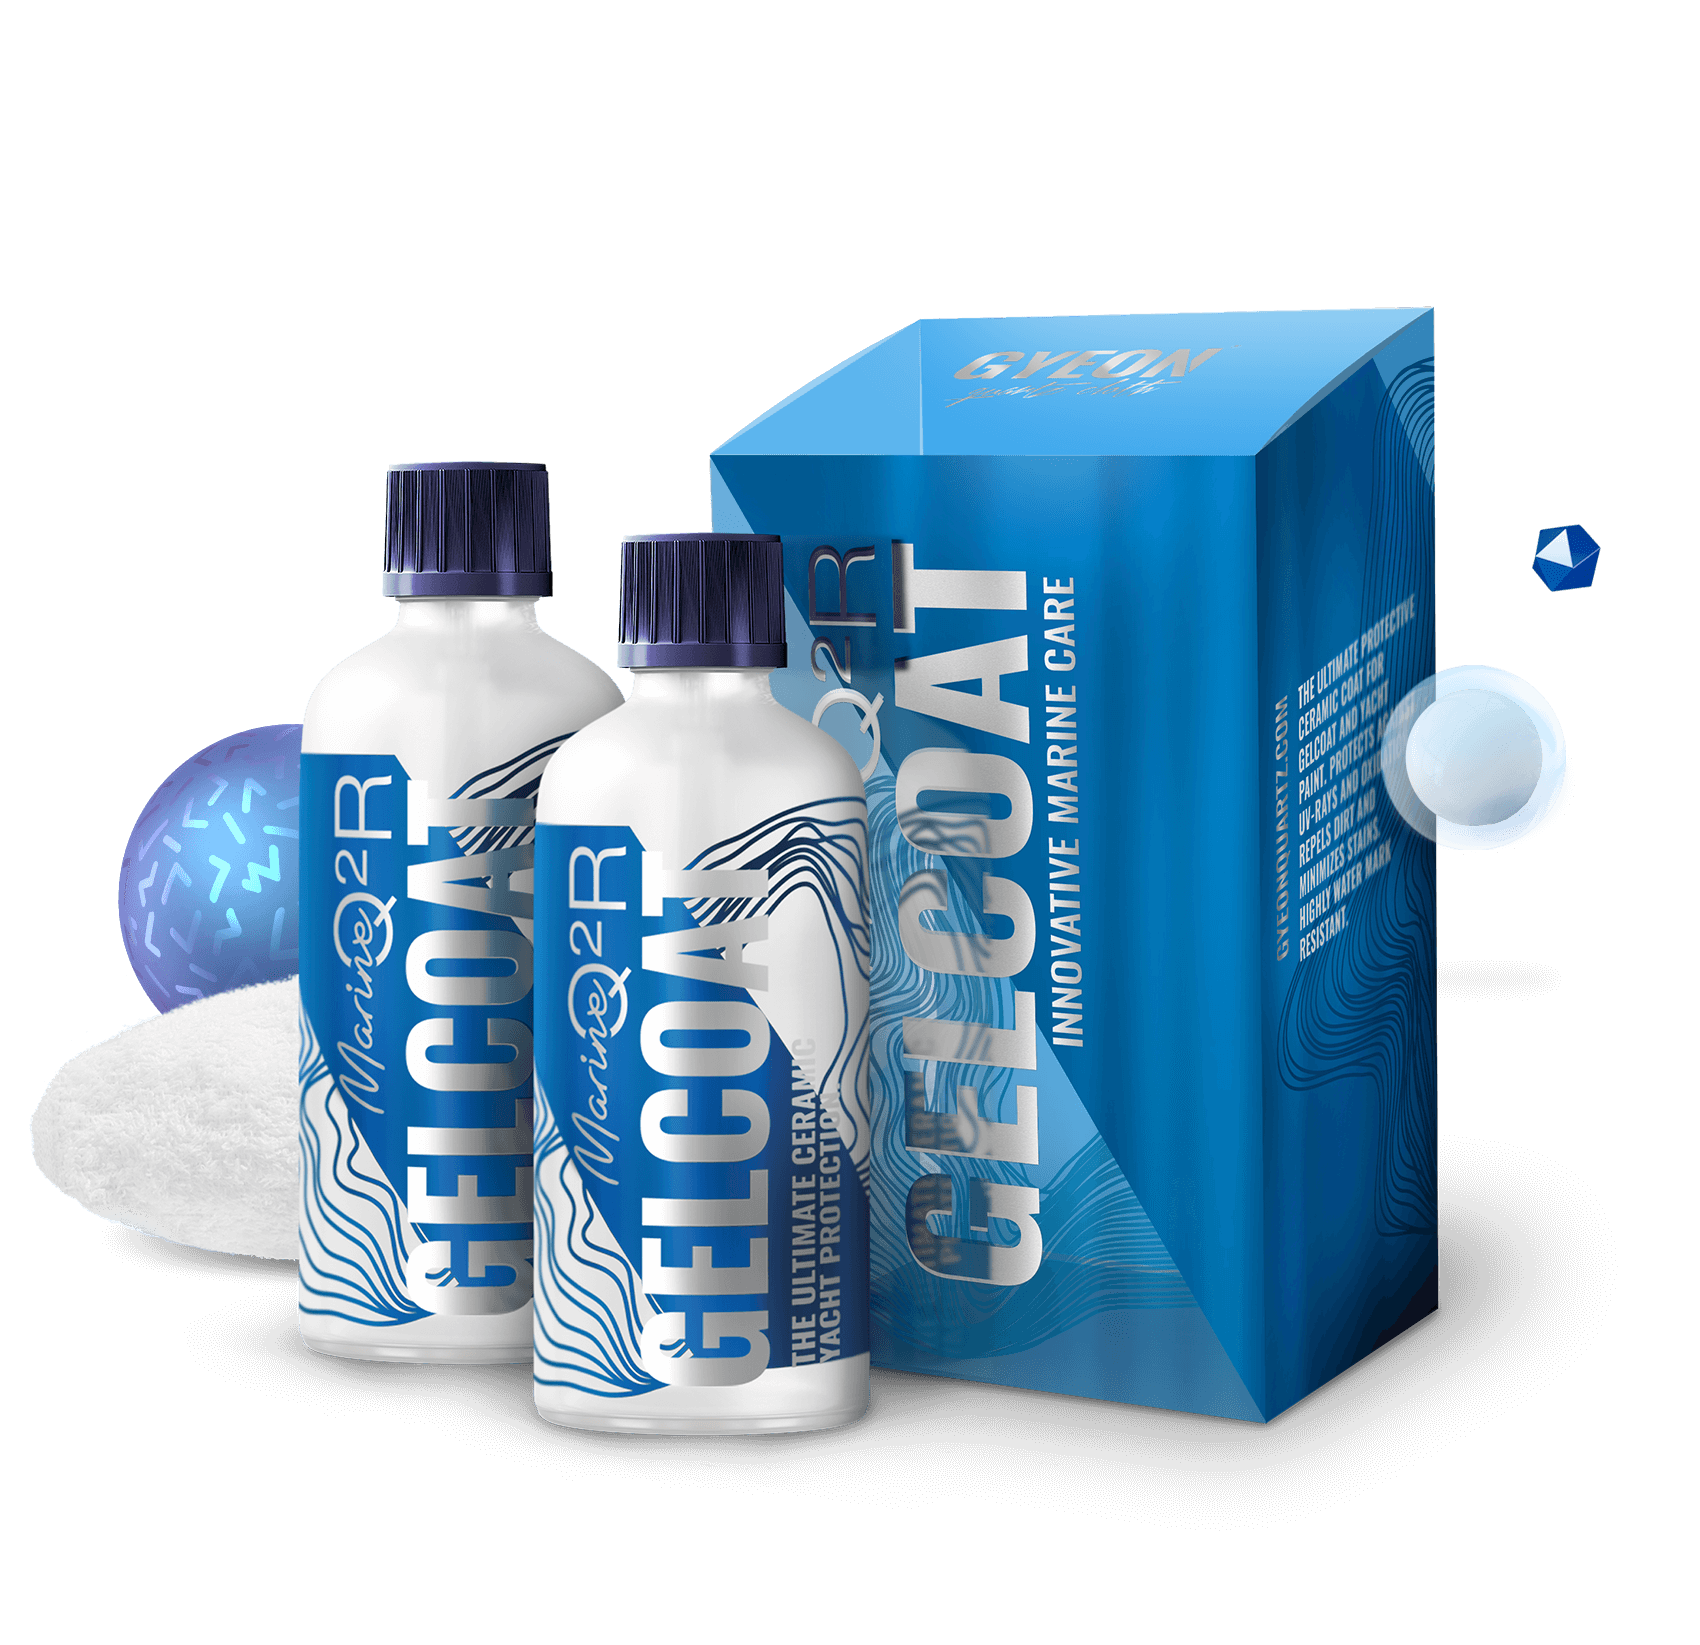 GYEON
quartz cloth
Marine Q²R
GELCOAT
Marine Q²R
GELCOAT
THE ULTIMATE CERAMIC
YACHT PROTECTION
Q²R
GELCOAT
INNOVATIVE MARINE CARE
GYEONQUARTZ.COM
THE ULTIMATE PROTECTIVE
CERAMIC COAT FOR
GELCOAT AND YACHT
PAINT. PROTECTS
UV-RAYS AND
REPELS DIRT AND
MINIMIZES STAINS.
HIGHLY WATER MARK
RESISTANT.